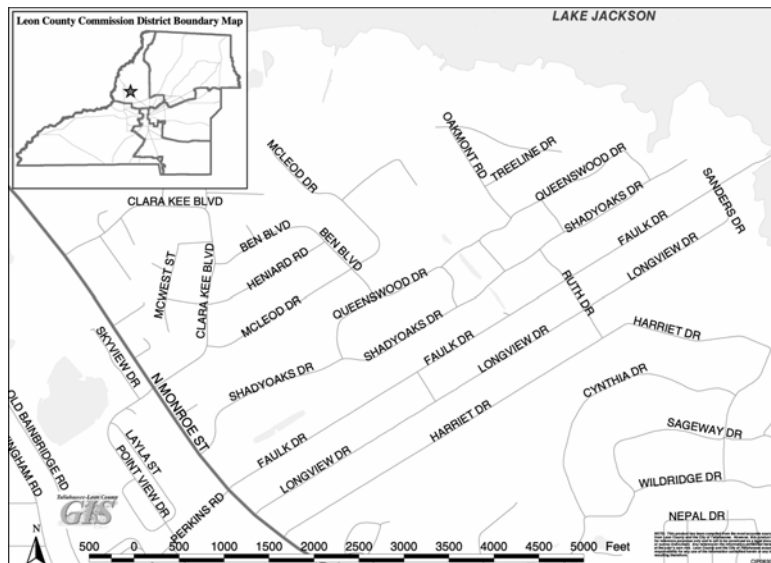 Leon County Commission District Boundary Map
LAKE JACKSON
OAKMONT RD
TREELINE DR
MCLEOD DR
QUEENSWOOD DR
SANDERS DR
CLARA KEE BLVD
SHADYOAKS DR
BEN BLVD
BEN BLVD
FAULK DR
MCWEST ST
HENIARD RD
LONGVIEW DR
CLARA KEE BLVD
QUEENSWOOD DR
RUTH DR
MCLEOD DR
SHADYOAKS DR
HARRIET DR
SKYVIEW DR
FAULK DR
N MONROE ST
SHADYOAKS DR
LONGVIEW DR
CYNTHIA DR
OLD BAINBRIDGE RD
HARRIET DR
SAGEWAY DR
LAYLA ST
POINT VIEW DR
FAULK DR
INGHAM RD
LONGVIEW DR
WILDRIDGE DR
Tallahassee-Leon County
GIS
PERKINS RD
NEPAL DR
N
500 0 500 1000 1500 2000 2500 3000 3500 4000 4500 5000 Feet